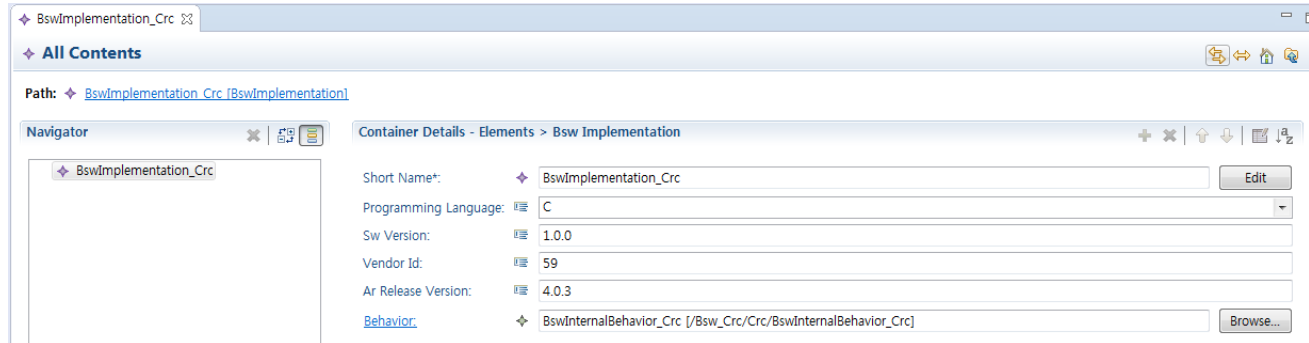 BswImplementation_Crc
All Contents
Path: BswImplementation_Crc [BswImplementation]
Navigator
Container Details - Elements > Bsw Implementation
BswImplementation_Crc
Short Name*: BswImplementation_Crc Edit
Programming Language: C
Sw Version: 1.0.0
Vendor Id: 59
Ar Release Version: 4.0.3
Behavior: BswInternalBehavior_Crc [/Bsw_Crc/Crc/BswInternalBehavior_Crc] Browse...